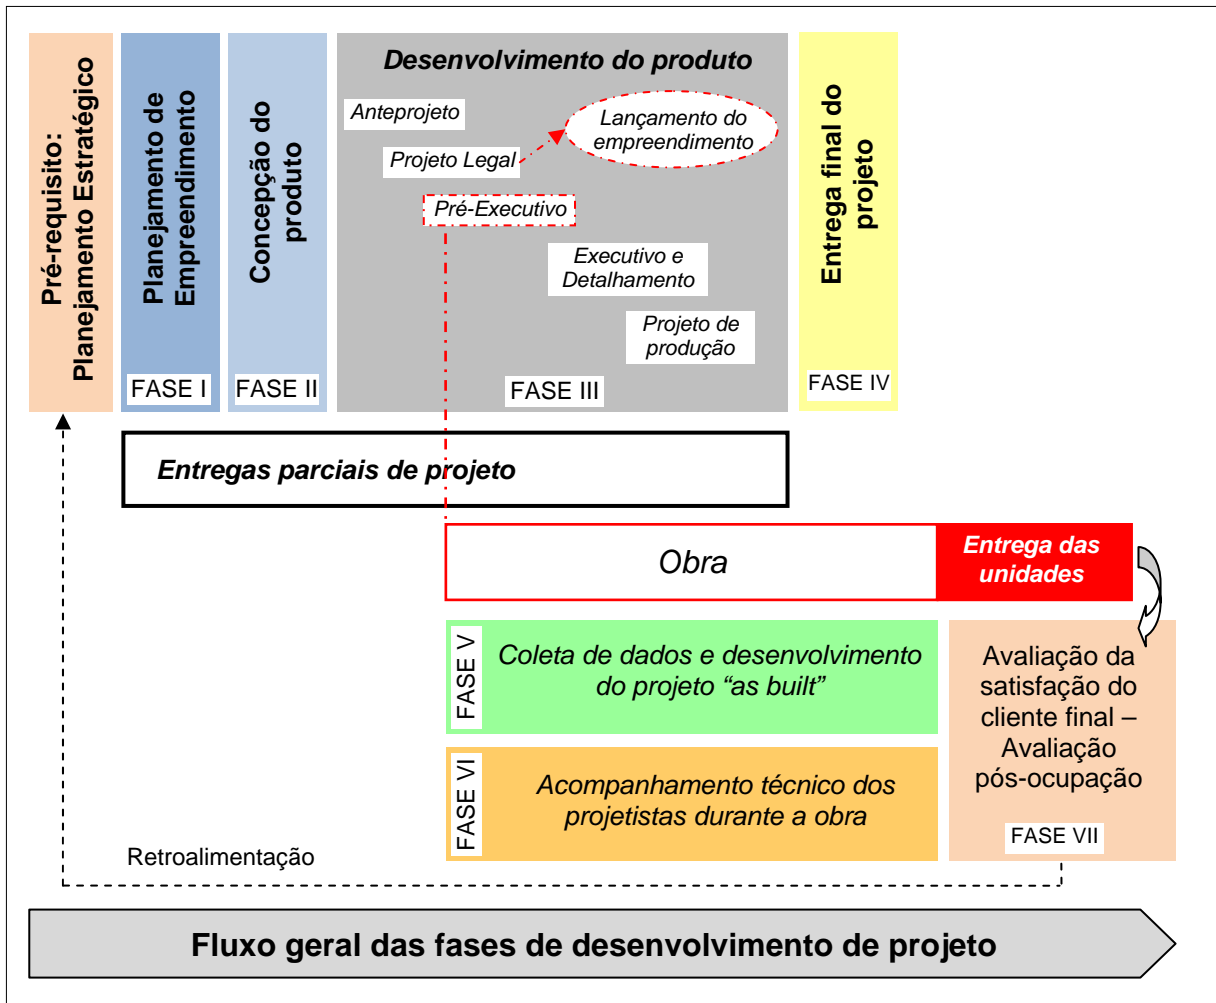 Pré-requisito:
Planejamento Estratégico
Planejamento de
Empreendimento
FASE I
Concepção do
produto
FASE II
Desenvolvimento do produto
Anteprojeto
Lançamento do
empreendimento
Projeto Legal
Pré-Executivo
Executivo e
Detalhamento
Projeto de
produção
FASE III
Entrega final do
projeto
FASE IV
Entregas parciais de projeto
Obra
Entrega das
unidades
FASE V
Coleta de dados e desenvolvimento
do projeto “as built”
FASE VI
Acompanhamento técnico dos
projetistas durante a obra
Avaliação da
satisfação do
cliente final –
Avaliação
pós-ocupação
FASE VII
Retroalimentação
Fluxo geral das fases de desenvolvimento de projeto